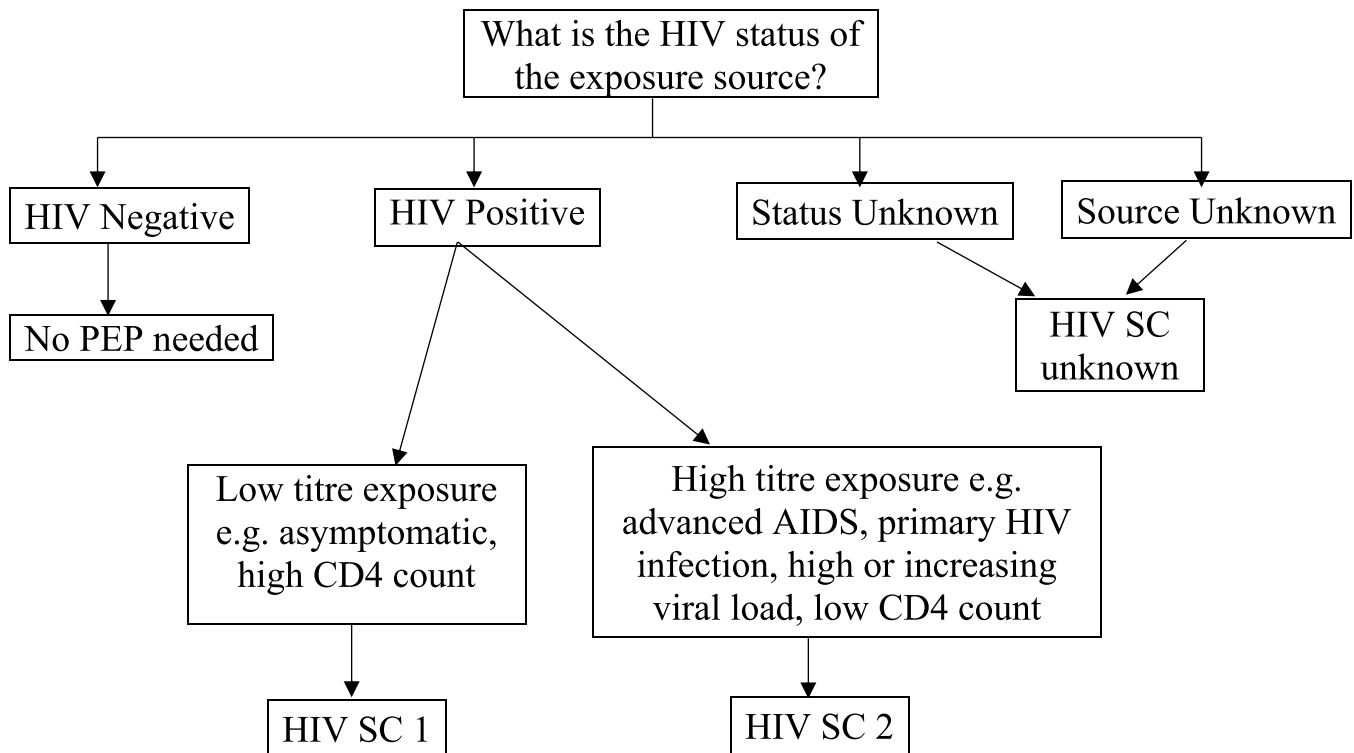 What is the HIV status of
the exposure source?
HIV Negative
HIV Positive
Status Unknown
Source Unknown
No PEP needed
HIV SC
unknown
Low titre exposure
e.g. asymptomatic,
high CD4 count
High titre exposure e.g.
advanced AIDS, primary HIV
infection, high or increasing
viral load, low CD4 count
HIV SC 1
HIV SC 2